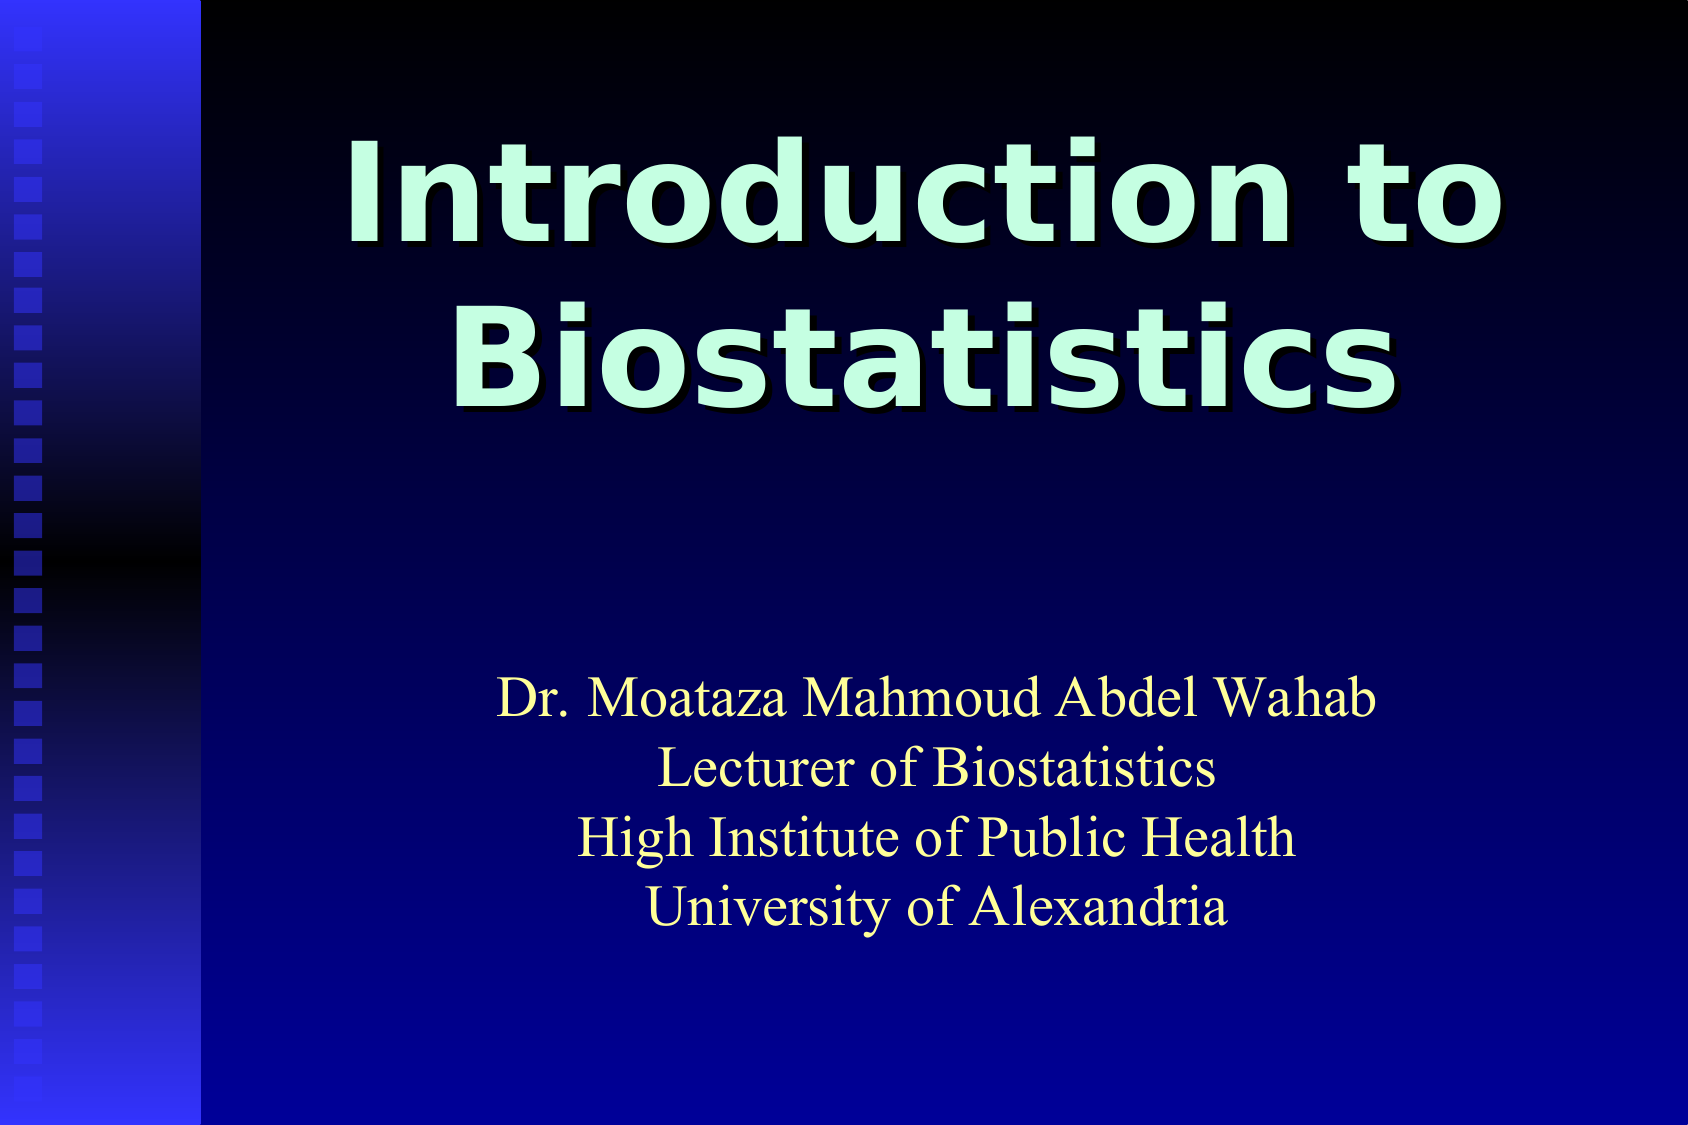 Introduction to
Biostatistics
Dr. Moataza Mahmoud Abdel Wahab
Lecturer of Biostatistics
High Institute of Public Health
University of Alexandria